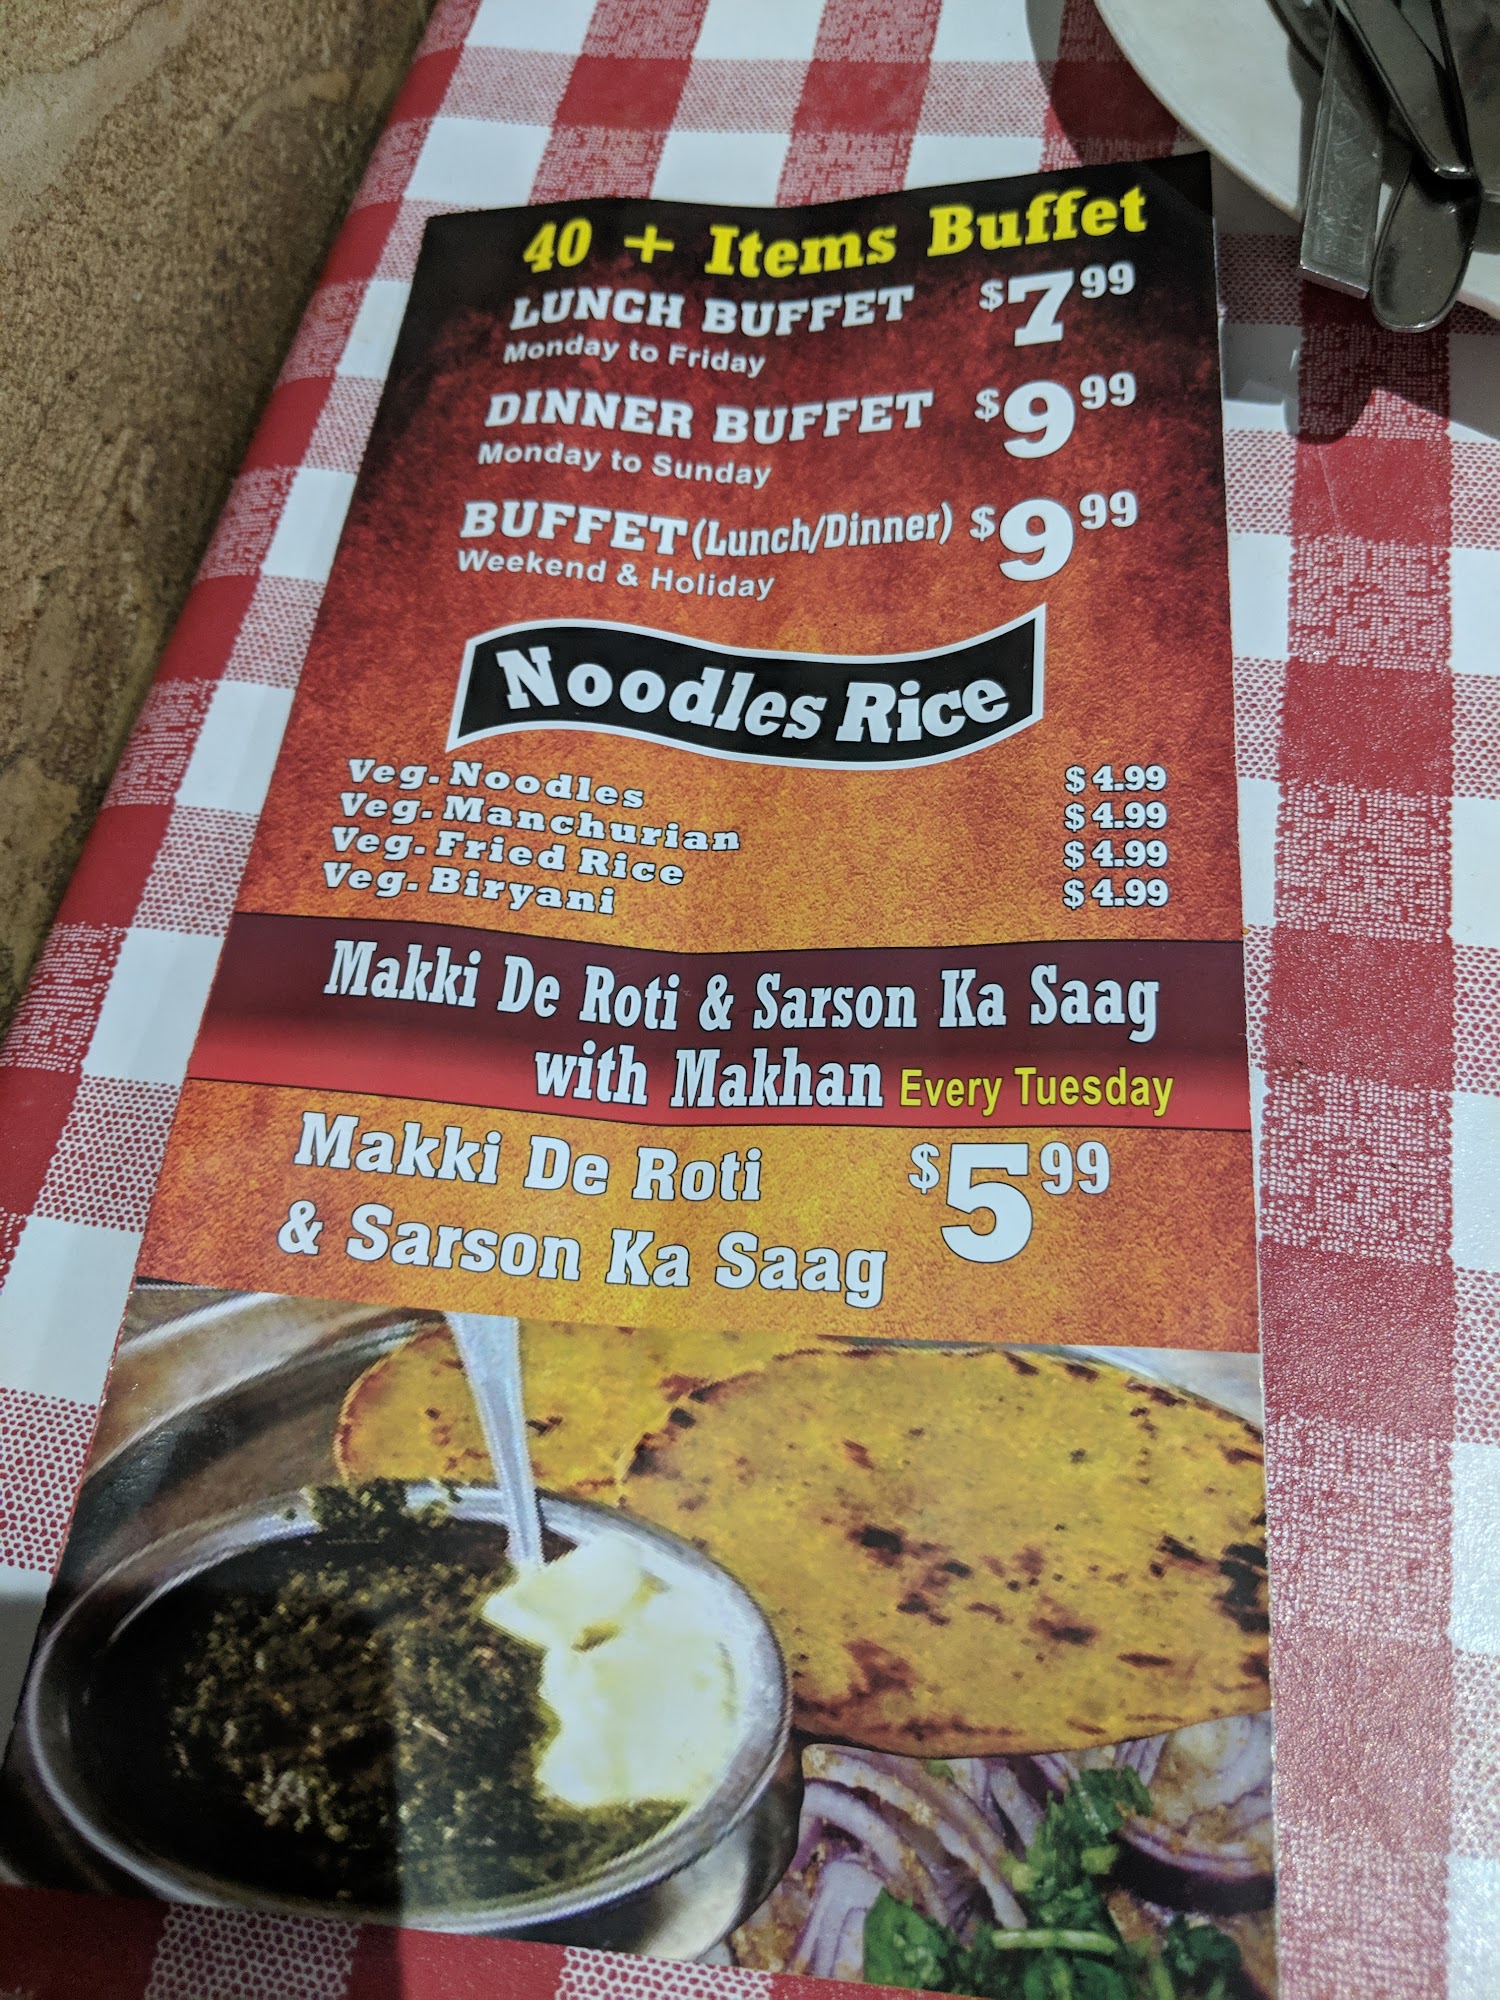 40 + Items Buffet
LUNCH BUFFET $7.99
Monday to Friday
DINNER BUFFET $9.99
Monday to Sunday
BUFFET (Lunch/Dinner) $9.99
Weekend & Holiday
Noodles Rice
Veg. Noodles $4.99
Veg. Manchurian $4.99
Veg. Fried Rice $4.99
Veg. Biryani $4.99
Makki De Roti & Sarson Ka Saag
with Makhan Every Tuesday
Makki De Roti $5.99
& Sarson Ka Saag